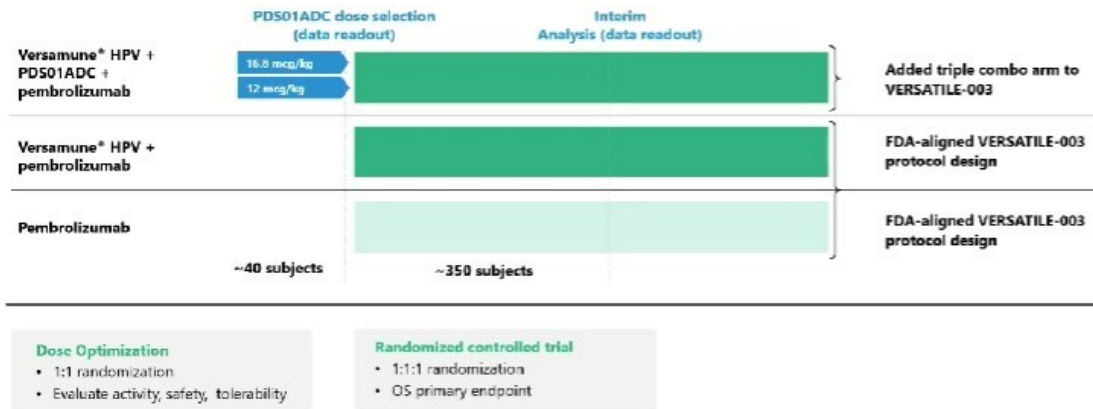 PDS01ADC dose selection
(data readout)
Interim
Analysis (data readout)
Versamune® HPV +
PDS01ADC +
pembrolizumab
16.8 mcg/kg
12 mcg/kg
Added triple combo arm to
VERSATILE-003
Versamune® HPV +
pembrolizumab
FDA-aligned VERSATILE-003
protocol design
Pembrolizumab
FDA-aligned VERSATILE-003
protocol design
~40 subjects
~350 subjects
Dose Optimization
• 1:1 randomization
• Evaluate activity, safety, tolerability
Randomized controlled trial
• 1:1:1 randomization
• OS primary endpoint